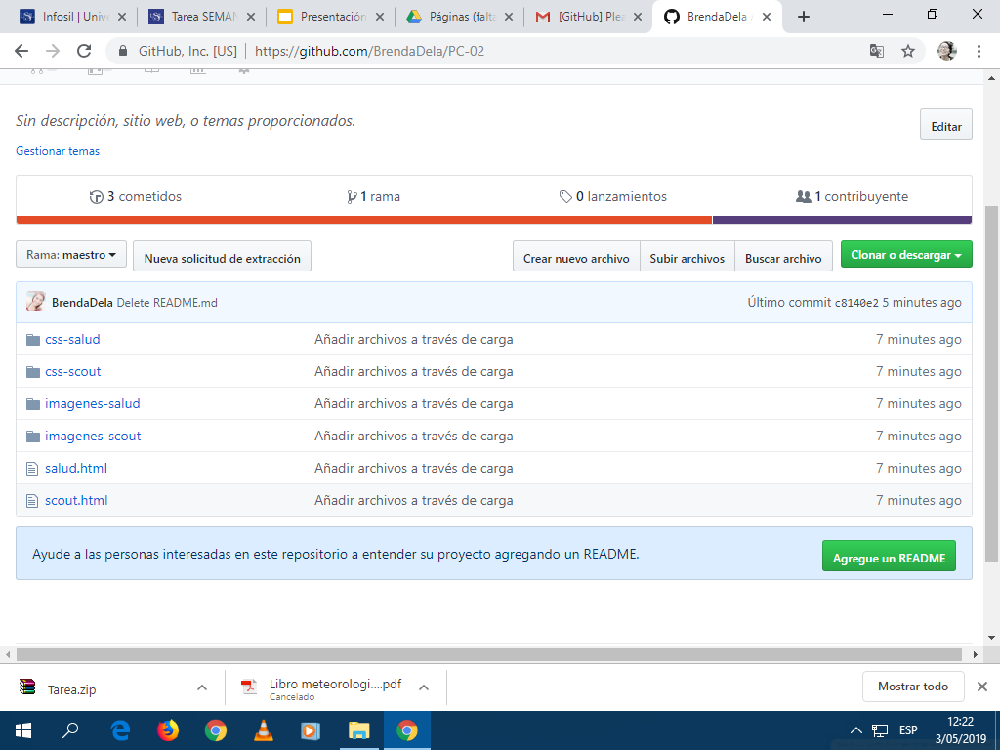 Infosil | Unive
Tarea SEMAN
Presentación
Páginas (falta
[GitHub] Plea
BrendaDela
GitHub, Inc. [US] | https://github.com/BrendaDela/PC-02
Sin descripción, sitio web, o temas proporcionados.
Editar
Gestionar temas
3 cometidos
1 rama
0 lanzamientos
1 contribuyente
Rama: maestro
Nueva solicitud de extracción
Crear nuevo archivo
Subir archivos
Buscar archivo
Clonar o descargar
BrendaDela Delete README.md
Último commit c8140e2 5 minutes ago
css-salud Añadir archivos a través de carga 7 minutes ago
css-scout Añadir archivos a través de carga 7 minutes ago
imagenes-salud Añadir archivos a través de carga 7 minutes ago
imagenes-scout Añadir archivos a través de carga 7 minutes ago
salud.html Añadir archivos a través de carga 7 minutes ago
scout.html Añadir archivos a través de carga 7 minutes ago
Ayude a las personas interesadas en este repositorio a entender su proyecto agregando un README.
Agregue un README
Tarea.zip
Libro meteorologi....pdf
Cancelado
Mostrar todo
ESP
12:22
3/05/2019